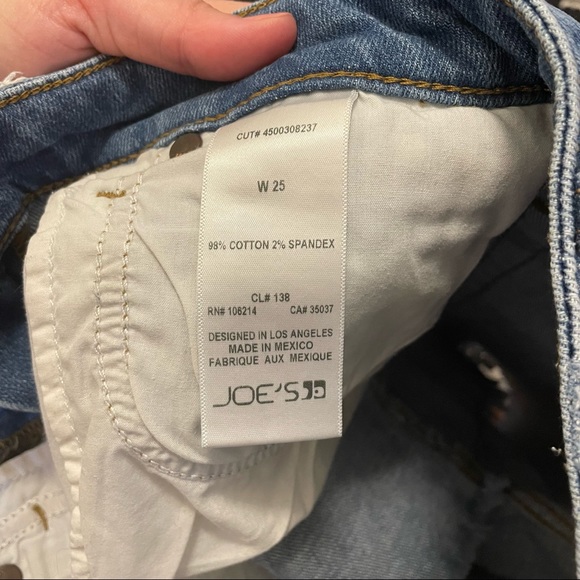 CUT# 4500308237
W 25
98% COTTON 2% SPANDEX
CL# 138
RN# 106214 CA# 35037
DESIGNED IN LOS ANGELES
MADE IN MEXICO
FABRIQUE AUX MEXIQUE
JOE'S